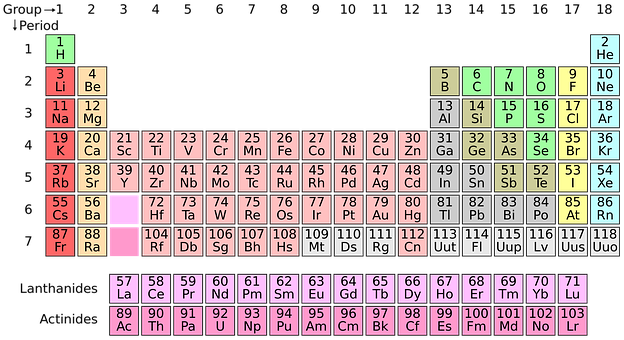 Group→1 2 3 4 5 6 7 8 9 10 11 12 13 14 15 16 17 18
↓Period
1 1 H 2 He
2 3 Li 4 Be 5 B 6 C 7 N 8 O 9 F 10 Ne
3 11 Na 12 Mg 13 Al 14 Si 15 P 16 S 17 Cl 18 Ar
4 19 K 20 Ca 21 Sc 22 Ti 23 V 24 Cr 25 Mn 26 Fe 27 Co 28 Ni 29 Cu 30 Zn 31 Ga 32 Ge 33 As 34 Se 35 Br 36 Kr
5 37 Rb 38 Sr 39 Y 40 Zr 41 Nb 42 Mo 43 Tc 44 Ru 45 Rh 46 Pd 47 Ag 48 Cd 49 In 50 Sn 51 Sb 52 Te 53 I 54 Xe
6 55 Cs 56 Ba 72 Hf 73 Ta 74 W 75 Re 76 Os 77 Ir 78 Pt 79 Au 80 Hg 81 Tl 82 Pb 83 Bi 84 Po 85 At 86 Rn
7 87 Fr 88 Ra 104 Rf 105 Db 106 Sg 107 Bh 108 Hs 109 Mt 110 Ds 111 Rg 112 Cn 113 Uut 114 Fl 115 Uup 116 Lv 117 Uus 118 Uuo
Lanthanides 57 La 58 Ce 59 Pr 60 Nd 61 Pm 62 Sm 63 Eu 64 Gd 65 Tb 66 Dy 67 Ho 68 Er 69 Tm 70 Yb 71 Lu
Actinides 89 Ac 90 Th 91 Pa 92 U 93 Np 94 Pu 95 Am 96 Cm 97 Bk 98 Cf 99 Es 100 Fm 101 Md 102 No 103 Lr